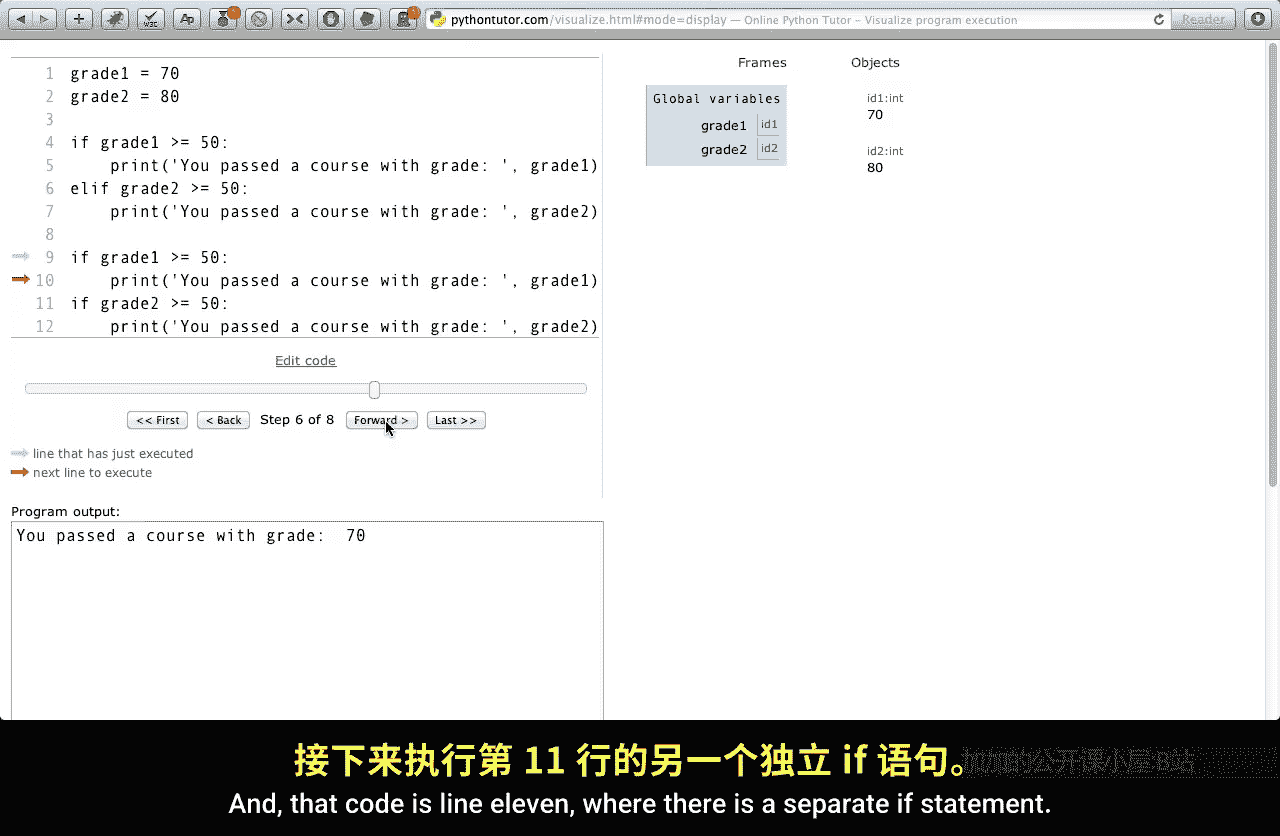 pythontutor.com/visualize.html#mode=display — Online Python Tutor – Visualize program execution
Reader
1 grade1 = 70
2 grade2 = 80
3
4 if grade1 >= 50:
5 print('You passed a course with grade: ', grade1)
6 elif grade2 >= 50:
7 print('You passed a course with grade: ', grade2)
8
9 if grade1 >= 50:
10 print('You passed a course with grade: ', grade1)
11 if grade2 >= 50:
12 print('You passed a course with grade: ', grade2)
Edit code
<< First < Back Step 6 of 8 Forward > Last >>
line that has just executed
next line to execute
Program output:
You passed a course with grade:  70
Frames Objects
Global variables
grade1 id1
grade2 id2
id1:int
70
id2:int
80
接下来执行第 11 行的另一个独立 if 语句。
And, that code is line eleven, where there is a separate if statement.